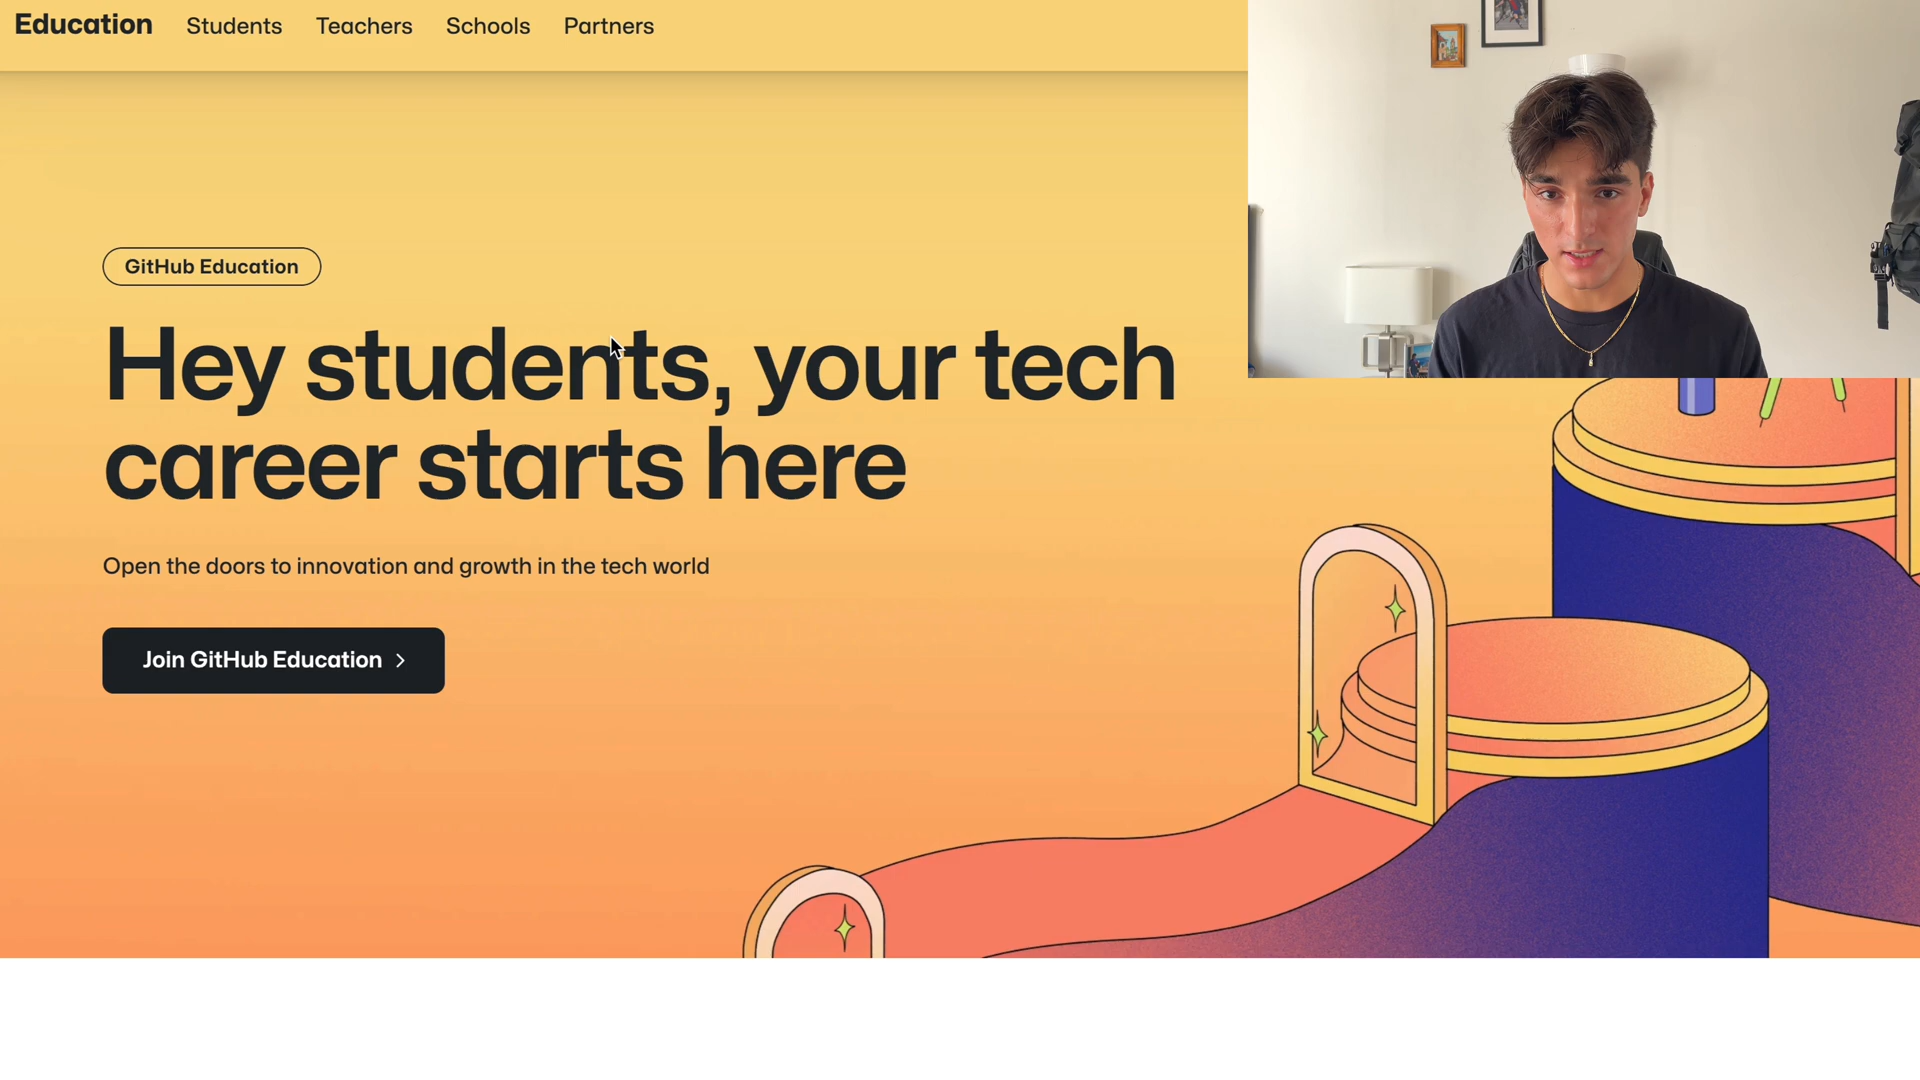 Education Students Teachers Schools Partners
GitHub Education
Hey students, your tech
career starts here
Open the doors to innovation and growth in the tech world
Join GitHub Education